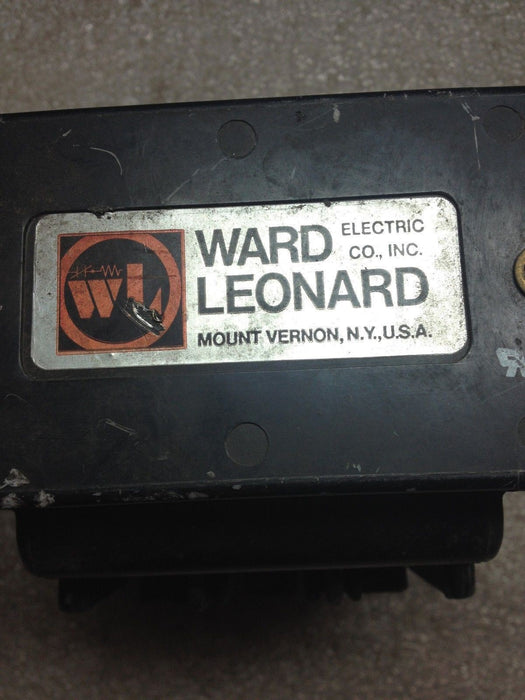 WL
WARD ELECTRIC
CO., INC.
LEONARD
MOUNT VERNON, N.Y., U.S.A.